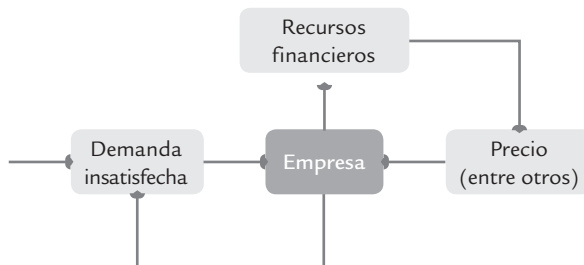 Recursos
financieros
Demanda
insatisfecha
Empresa
Precio
(entre otros)